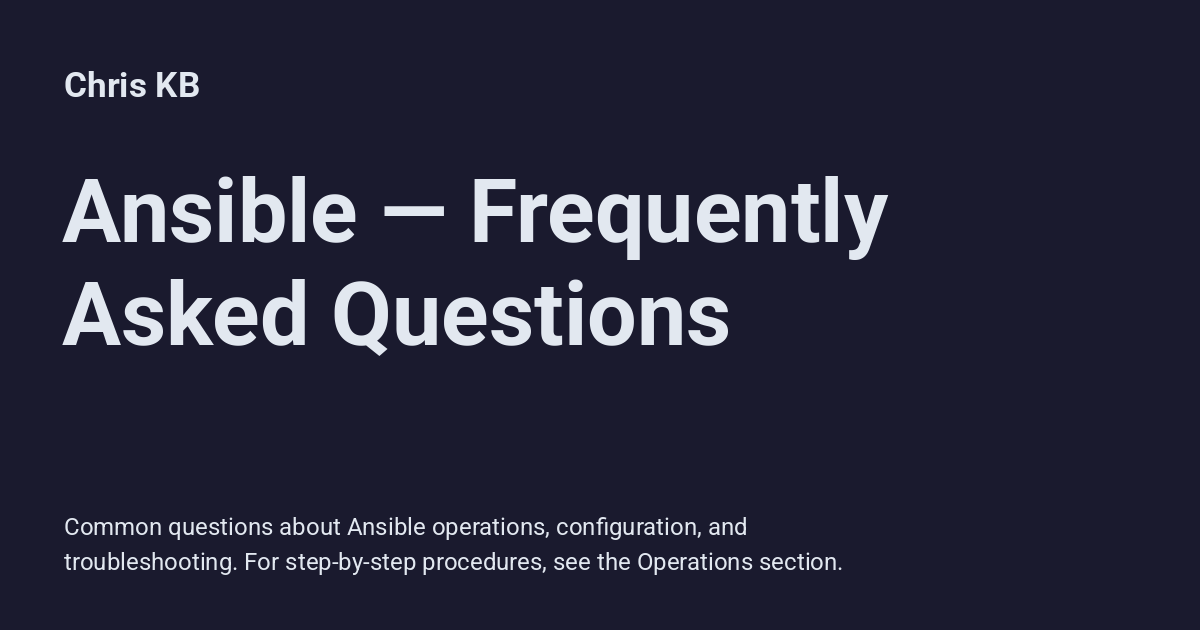 Chris KB
Ansible — Frequently
Asked Questions
Common questions about Ansible operations, configuration, and
troubleshooting. For step-by-step procedures, see the Operations section.